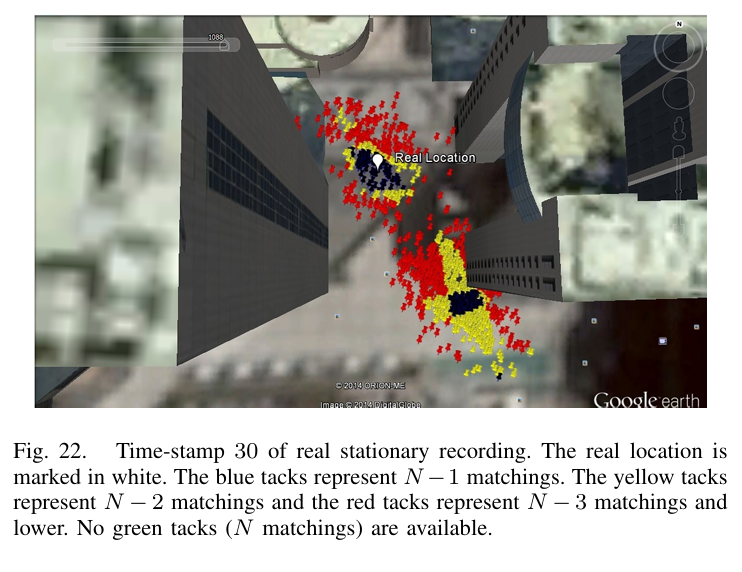 1088
N
Real Location
© 2014 ORION-ME
Image © 2014 DigitalGlobe
Google earth
Fig. 22. Time-stamp 30 of real stationary recording. The real location is
marked in white. The blue tacks represent N − 1 matchings. The yellow tacks
represent N − 2 matchings and the red tacks represent N − 3 matchings and
lower. No green tacks (N matchings) are available.